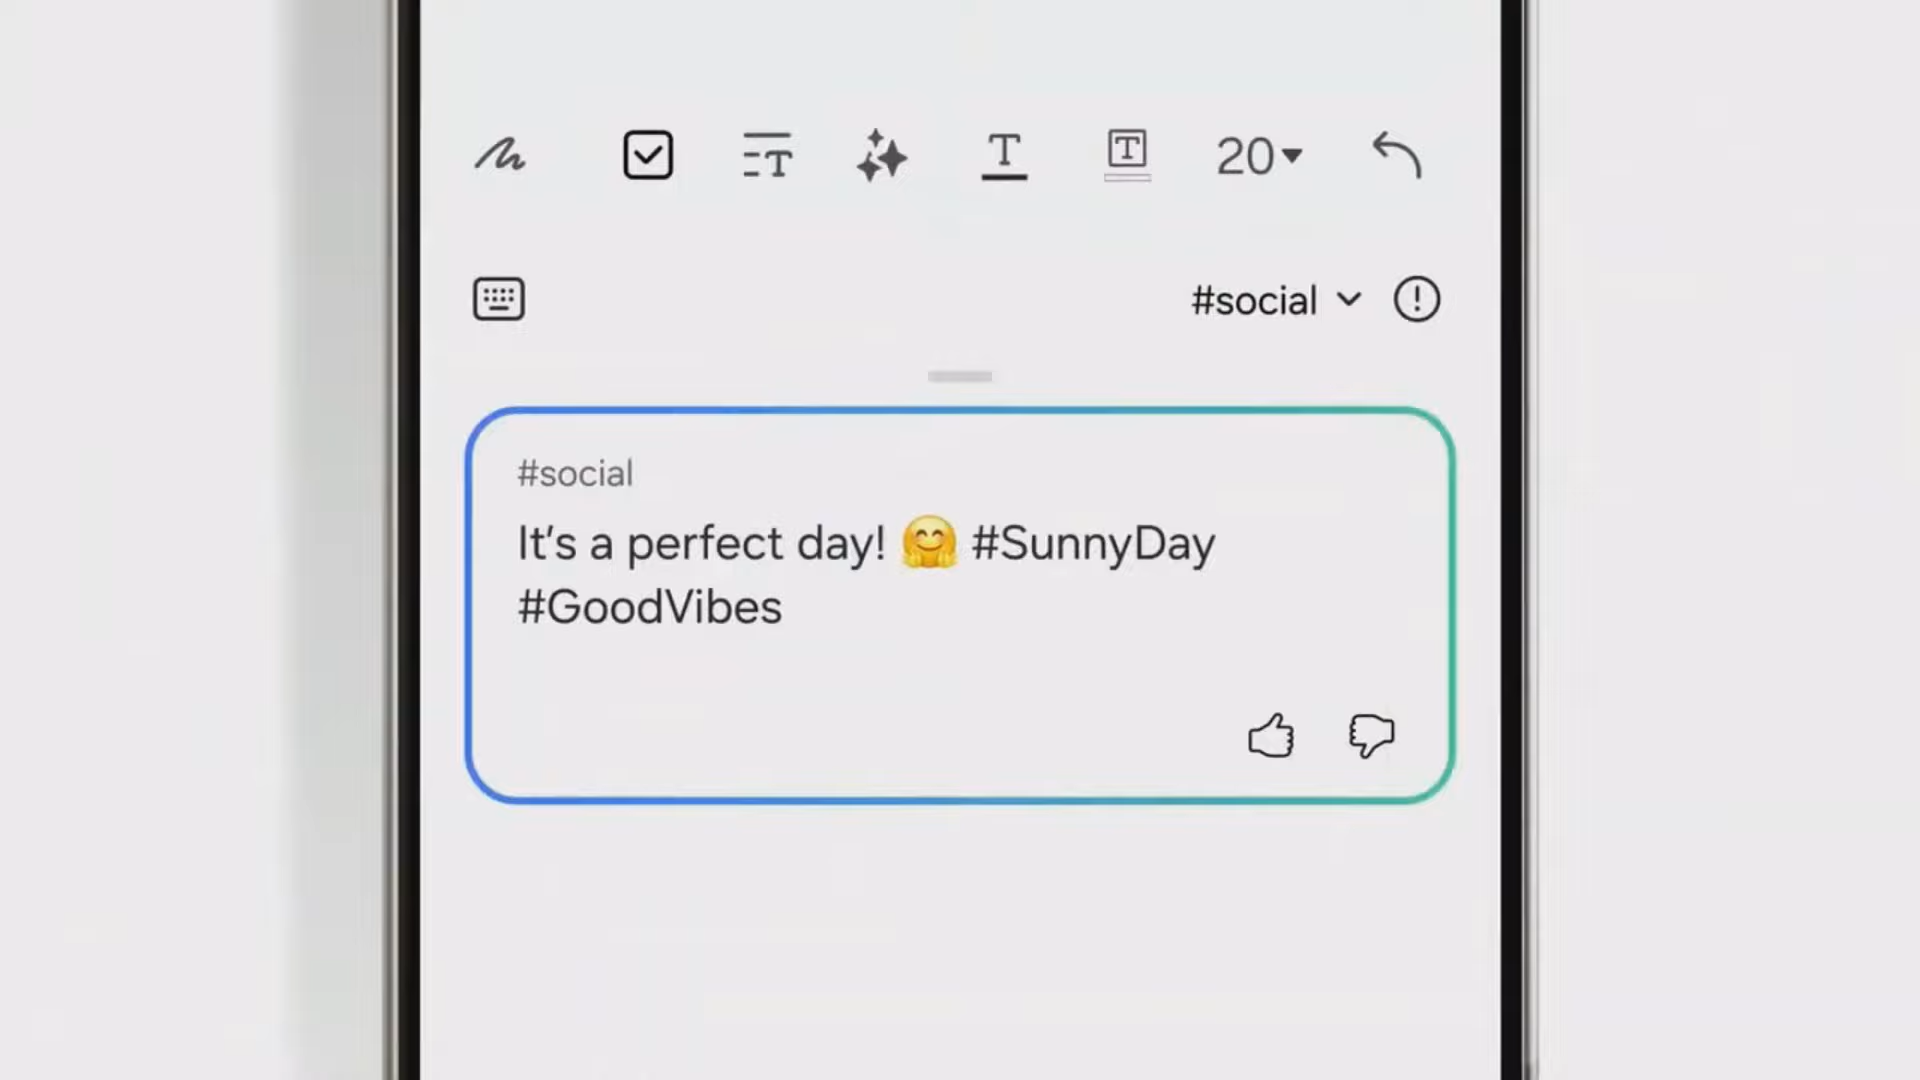 20
#social
#social
It's a perfect day! 🤗 #SunnyDay
#GoodVibes